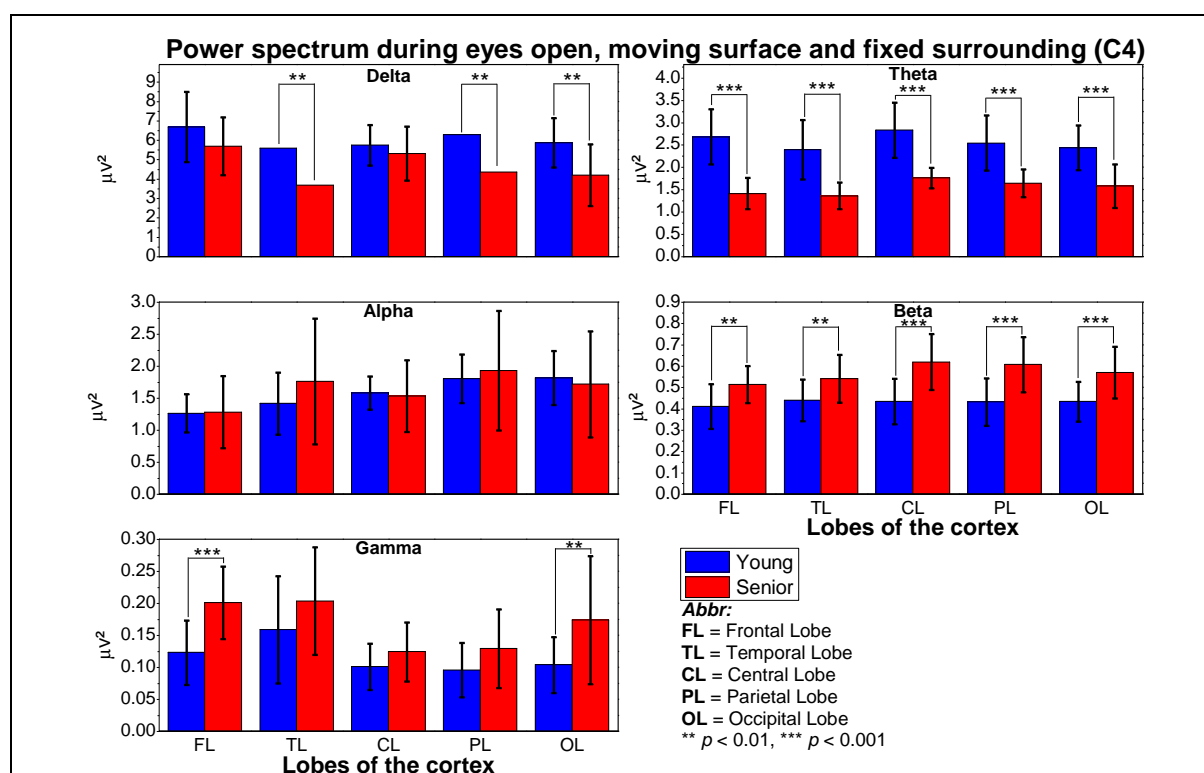 Power spectrum during eyes open, moving surface and fixed surrounding (C4)
Delta
9
8
7
6
5
4
3
2
1
0
μv²
** ** **
Theta
4.0
3.5
3.0
2.5
2.0
1.5
1.0
0.5
0.0
μv²
*** *** *** *** ***
Alpha
3.0
2.5
2.0
1.5
1.0
0.5
0.0
μv²
Beta
0.9
0.8
0.7
0.6
0.5
0.4
0.3
0.2
0.1
0.0
μv²
** ** *** *** ***
FL TL CL PL OL
Lobes of the cortex
Gamma
0.30
0.25
0.20
0.15
0.10
0.05
0.00
μv²
*** **
FL TL CL PL OL
Lobes of the cortex
Young
Senior
Abbr:
FL = Frontal Lobe
TL = Temporal Lobe
CL = Central Lobe
PL = Parietal Lobe
OL = Occipital Lobe
** p < 0.01, *** p < 0.001